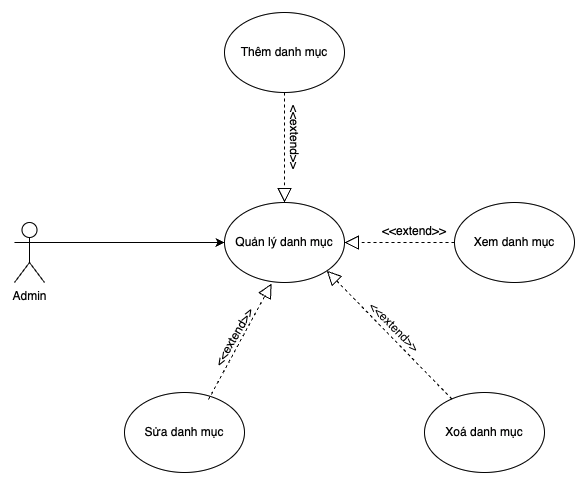 Thêm danh mục
<<extend>>
Quản lý danh mục
<<extend>>
Xem danh mục
Admin
<<extend>>
<<extend>>
Sửa danh mục
Xoá danh mục